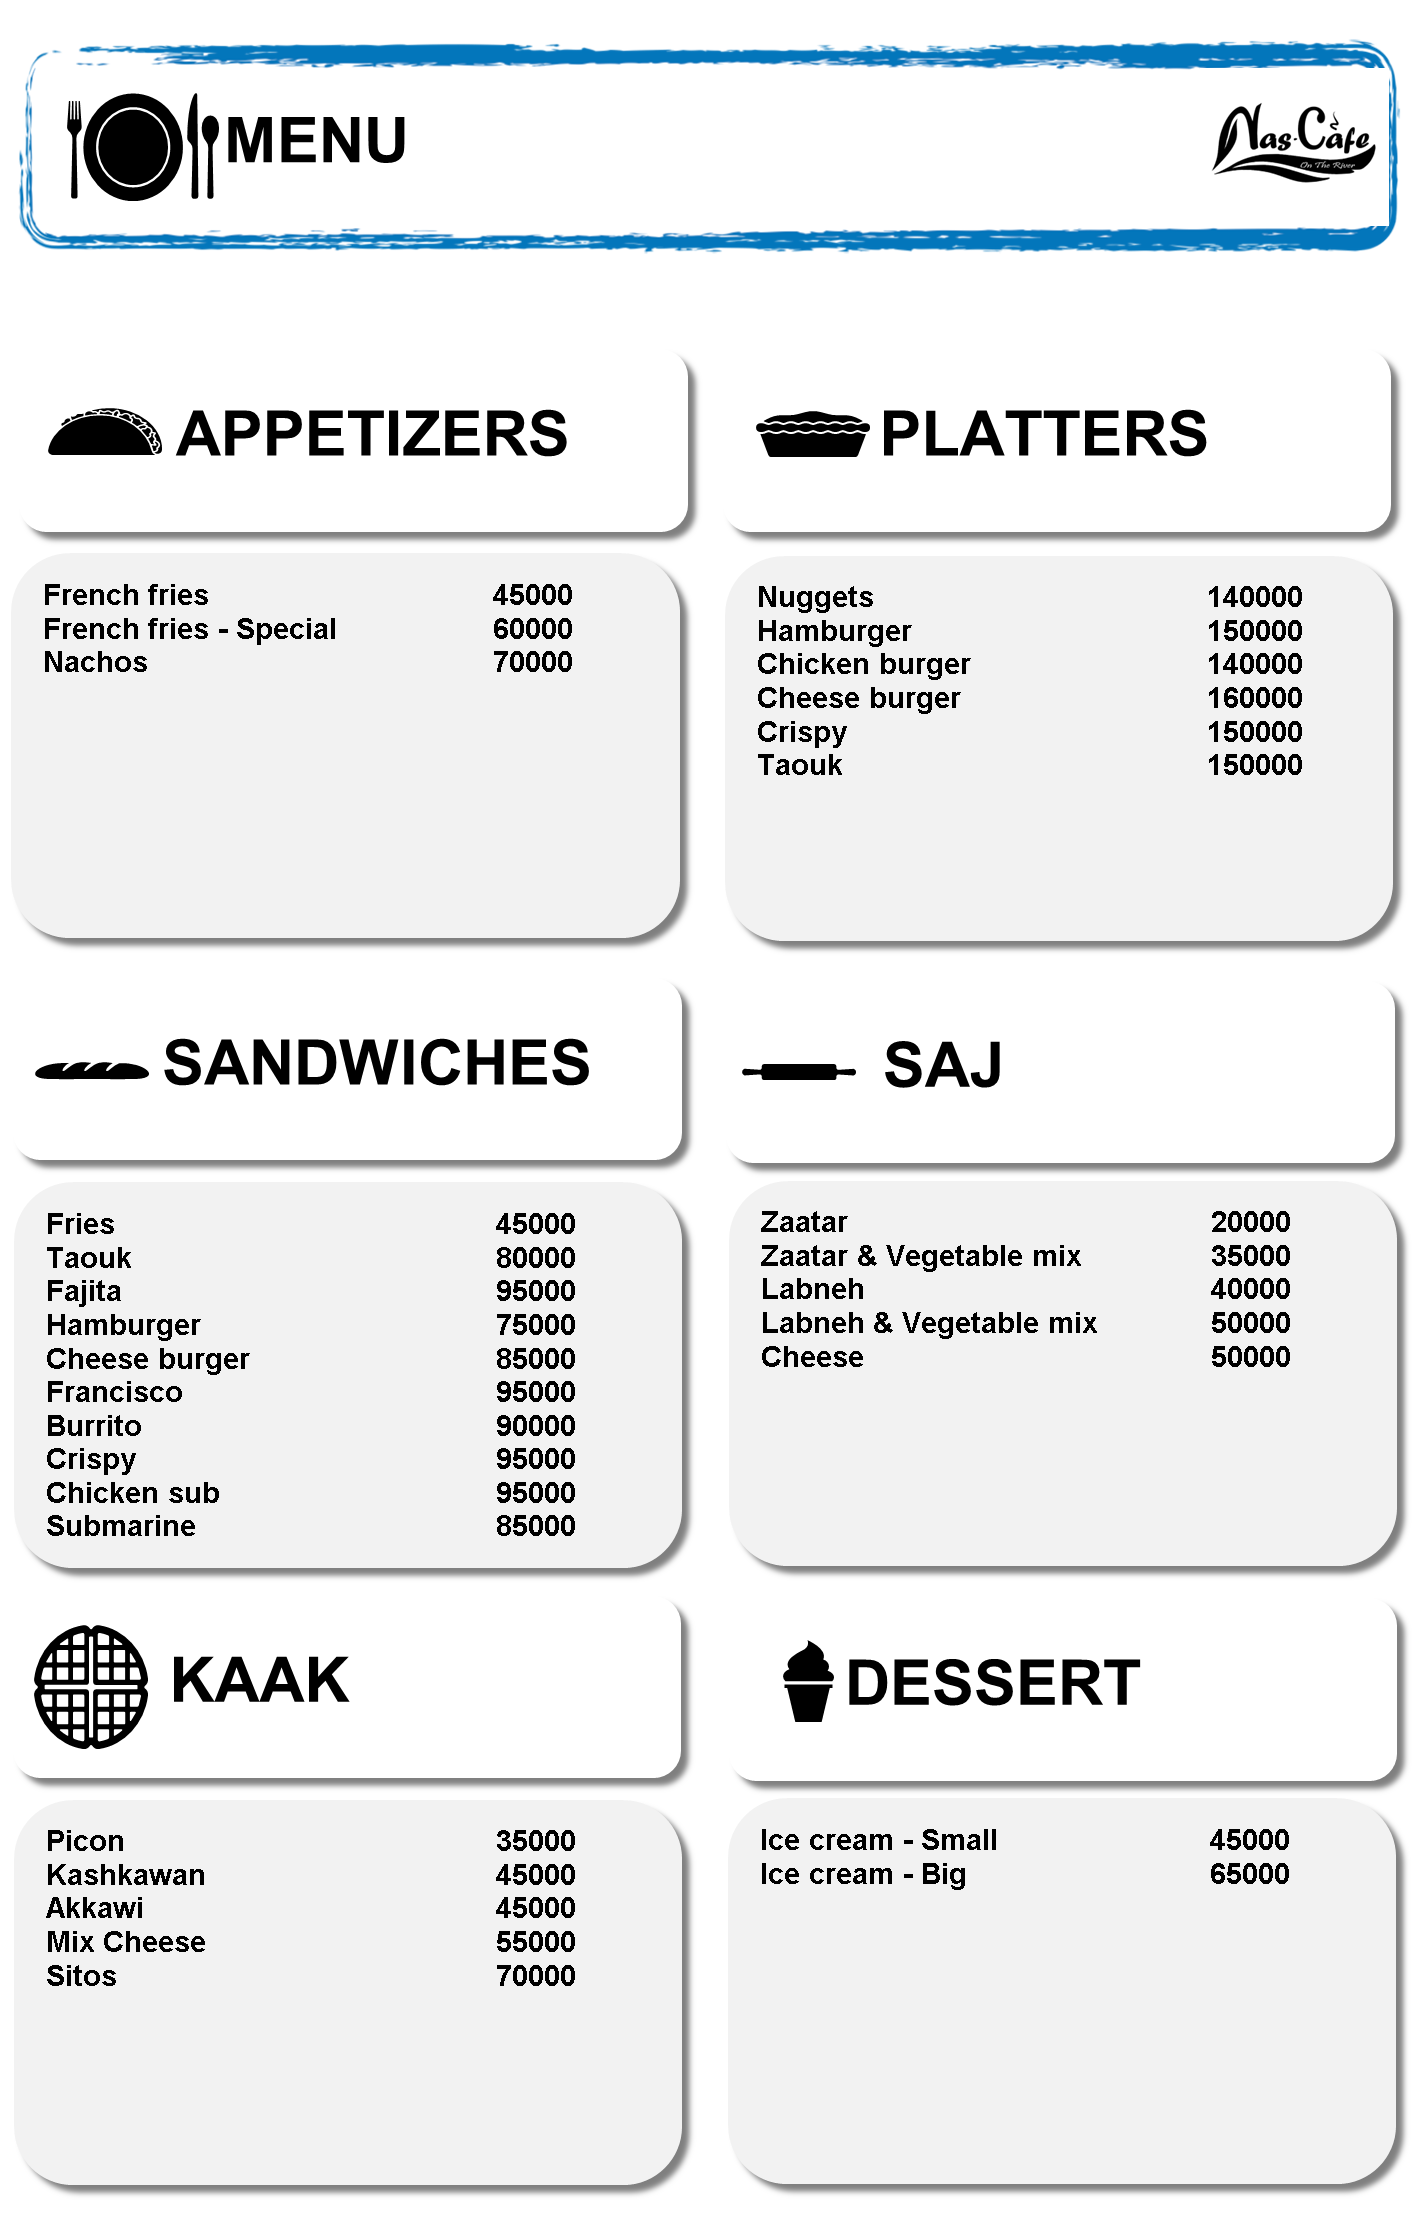 MENU
Nas-Cafe
On The River
APPETIZERS
French fries 45000
French fries - Special 60000
Nachos 70000
PLATTERS
Nuggets 140000
Hamburger 150000
Chicken burger 140000
Cheese burger 160000
Crispy 150000
Taouk 150000
SANDWICHES
Fries 45000
Taouk 80000
Fajita 95000
Hamburger 75000
Cheese burger 85000
Francisco 95000
Burrito 90000
Crispy 95000
Chicken sub 95000
Submarine 85000
SAJ
Zaatar 20000
Zaatar & Vegetable mix 35000
Labneh 40000
Labneh & Vegetable mix 50000
Cheese 50000
KAAK
Picon 35000
Kashkawan 45000
Akkawi 45000
Mix Cheese 55000
Sitos 70000
DESSERT
Ice cream - Small 45000
Ice cream - Big 65000